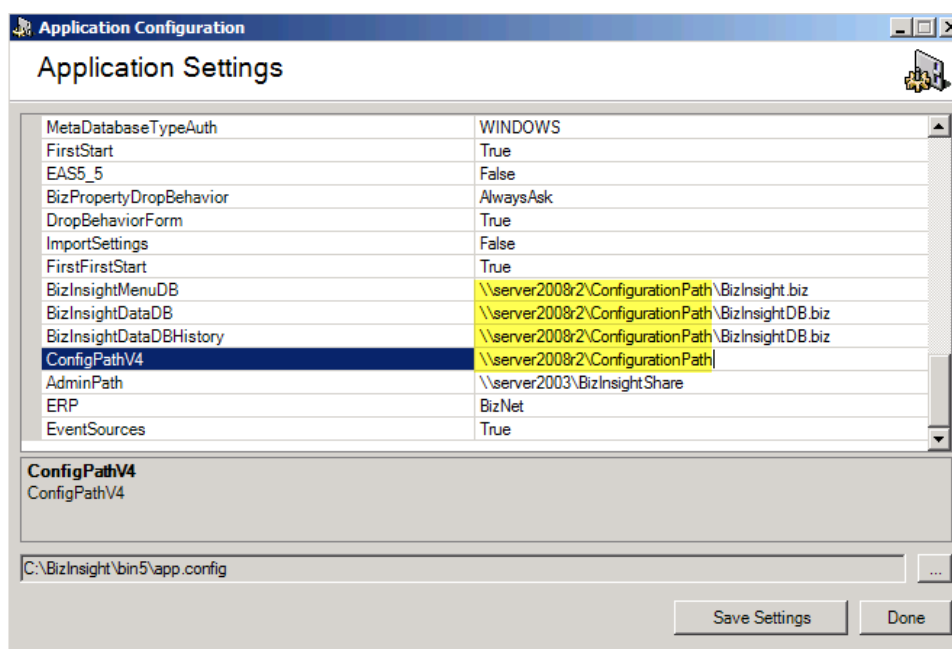 Application Configuration
Application Settings
MetaDatabaseTypeAuth WINDOWS
FirstStart True
EAS5_5 False
BizPropertyDropBehavior AlwaysAsk
DropBehaviorForm True
ImportSettings False
FirstFirstStart True
BizInsightMenuDB \\server2008r2\ConfigurationPath\BizInsight.biz
BizInsightDataDB \\server2008r2\ConfigurationPath\BizInsightDB.biz
BizInsightDataDBHistory \\server2008r2\ConfigurationPath\BizInsightDB.biz
ConfigPathV4 \\server2008r2\ConfigurationPath
AdminPath \\server2003\BizInsightShare
ERP BizNet
EventSources True
ConfigPathV4
ConfigPathV4
C:\BizInsight\bin5\app.config ...
Save Settings Done